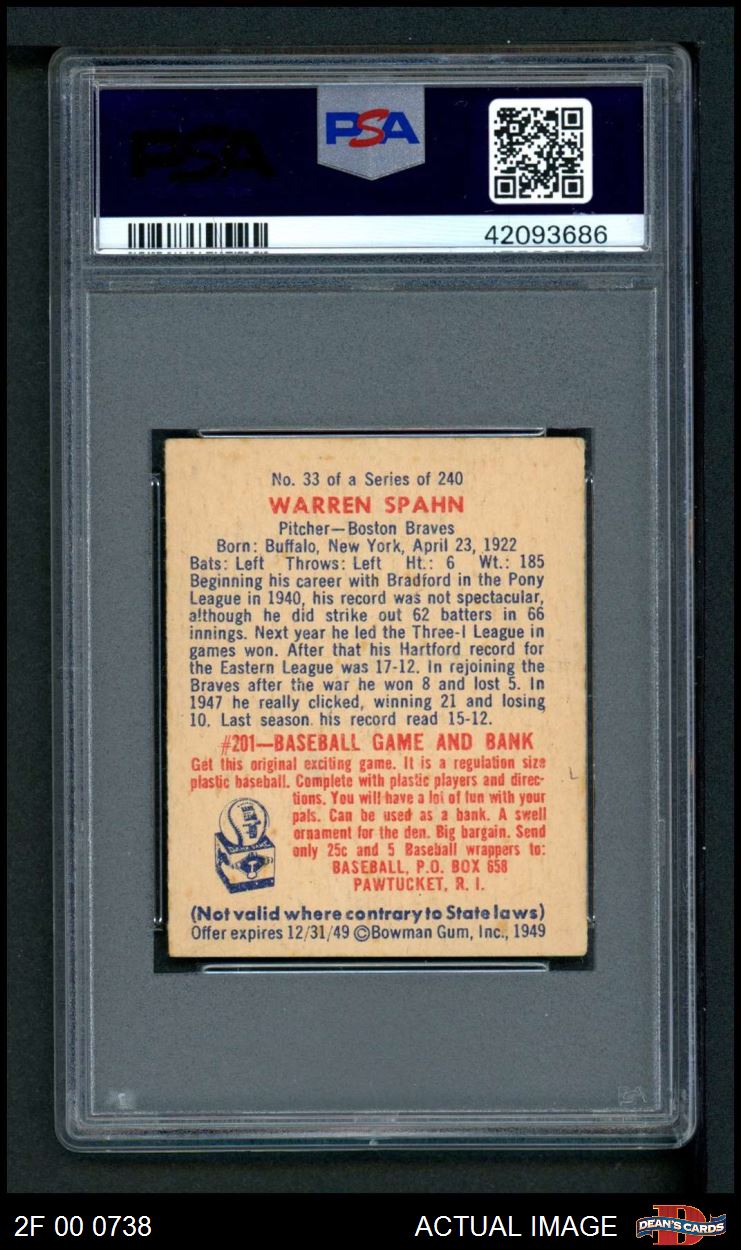 PSA
PSA
42093686
No. 33 of a Series of 240
WARREN SPAHN
Pitcher—Boston Braves
Born: Buffalo, New York, April 23, 1922
Bats: Left Throws: Left Ht.: 6 Wt.: 185
Beginning his career with Bradford in the Pony
League in 1940, his record was not spectacular,
although he did strike out 62 batters in 66
innings. Next year he led the Three-I League in
games won. After that his Hartford record for
the Eastern League was 17-12. In rejoining the
Braves after the war he won 8 and lost 5. In
1947 he really clicked, winning 21 and losing
10. Last season his record read 15-12.
#201—BASEBALL GAME AND BANK
Get this original exciting game. It is a regulation size
plastic baseball. Complete with plastic players and direc-
tions. You will have a lot of fun with your
pals. Can be used as a bank. A swell
ornament for the den. Big bargain. Send
only 25c and 5 Baseball wrappers to:
BASEBALL, P.O. BOX 658
PAWTUCKET, R. I.
(Not valid where contrary to State laws)
Offer expires 12/31/49 ©Bowman Gum, Inc., 1949
PSA
2F 00 0738
ACTUAL IMAGE
DEAN'S CARDS